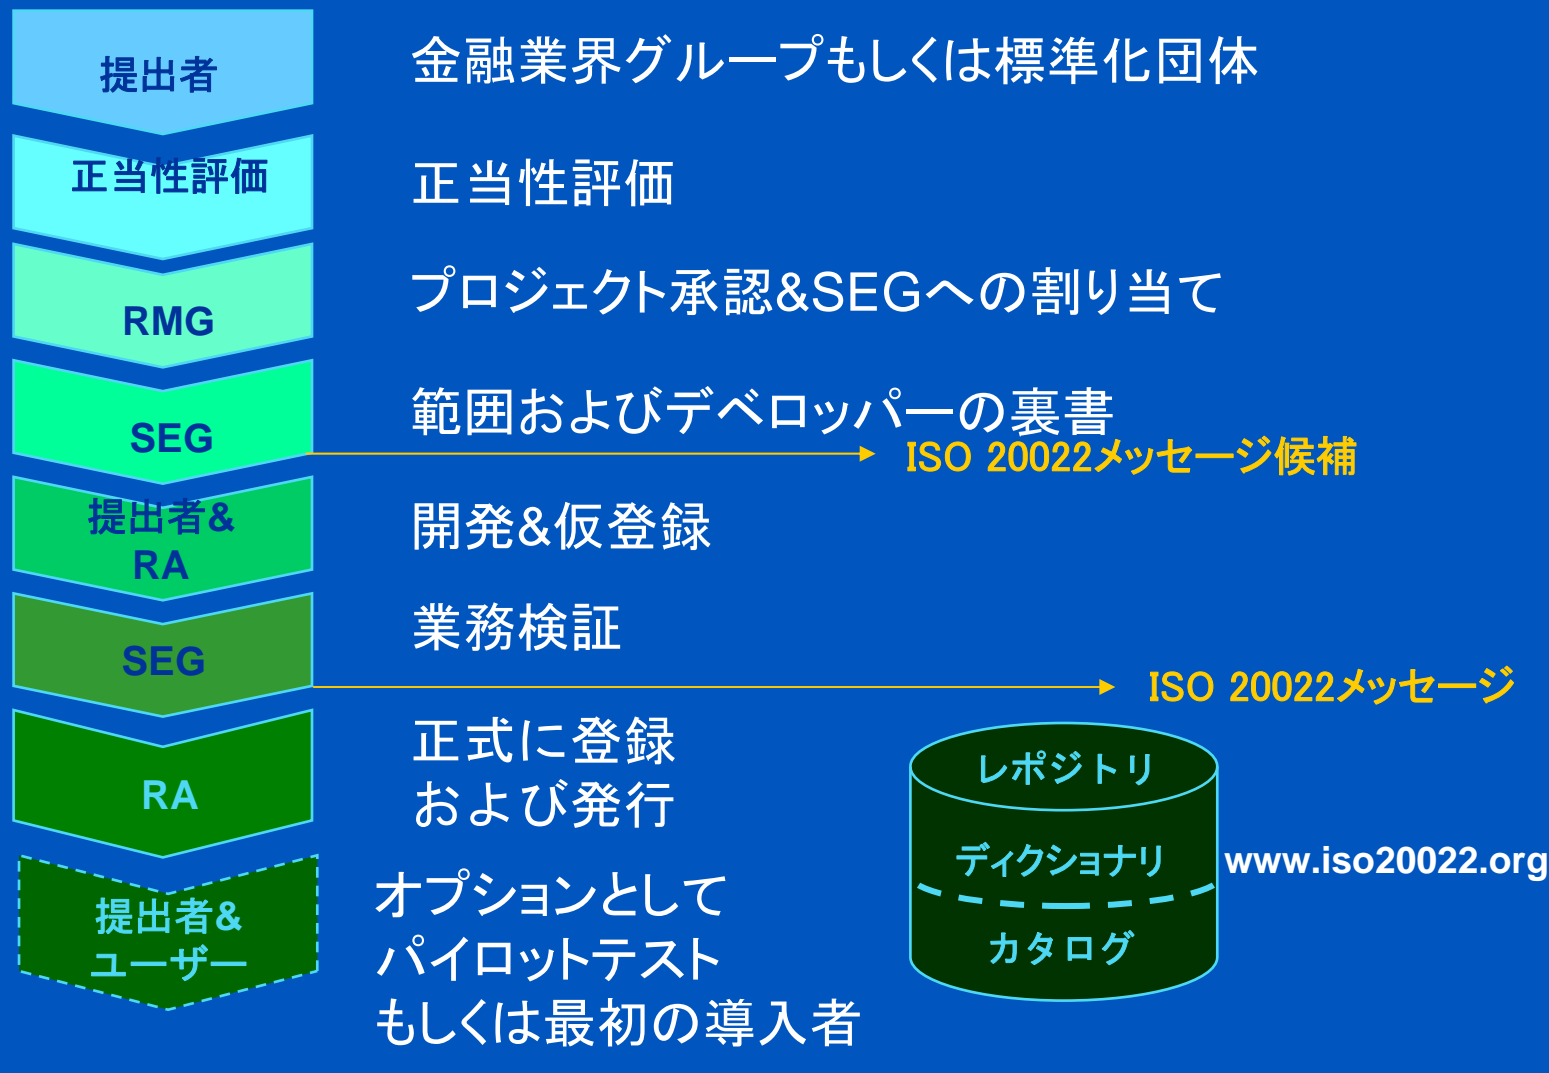 提出者
金融業界グループもしくは標準化団体
正当性評価
正当性評価
RMG
プロジェクト承認&SEGへの割り当て
SEG
範囲およびデベロッパーの裏書
ISO 20022メッセージ候補
提出者&
RA
開発&仮登録
SEG
業務検証
ISO 20022メッセージ
RA
正式に登録
および発行
レポジトリ
ディクショナリ
カタログ
www.iso20022.org
提出者&
ユーザー
オプションとして
パイロットテスト
もしくは最初の導入者